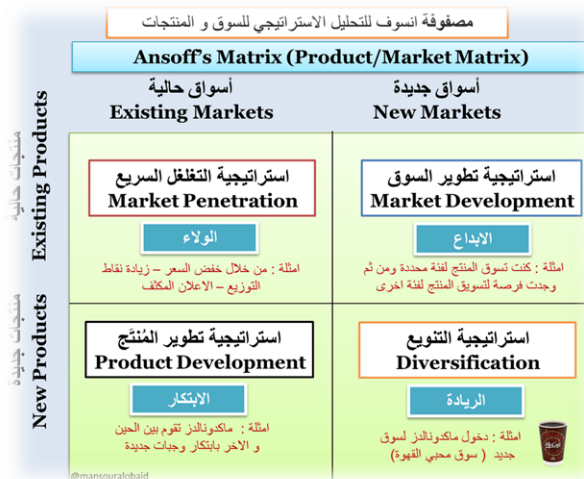 مصفوفة انسوف للتحليل الاستراتيجي للسوق و المنتجات
Ansoff's Matrix (Product/Market Matrix)
أسواق حالية
Existing Markets
أسواق جديدة
New Markets
منتجات حالية
Existing Products
استراتيجية التغلغل السريع
Market Penetration
الولاء
امثلة : من خلال خفض السعر – زيادة نقاط
التوزيع – الاعلان المكثف
استراتيجية تطوير السوق
Market Development
الابداع
امثلة : كنت تسوق المنتج لفئة محددة ومن ثم
وجدت فرصة لتسويق المنتج لفئة اخرى
منتجات جديدة
New Products
استراتيجية تطوير المُنتَج
Product Development
الابتكار
امثلة : ماكدونالدز تقوم بين الحين
و الاخر بابتكار وجبات جديدة
استراتيجية التنويع
Diversification
الريادة
امثلة : دخول ماكدونالدز لسوق
جديد ( سوق محبي القهوة)
@mansouralobaid